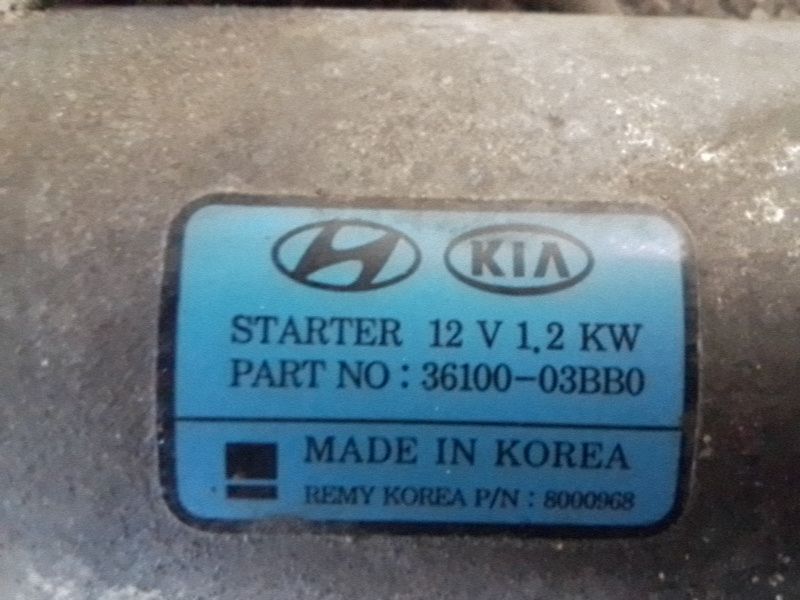 KIA
STARTER 12 V 1.2 KW
PART NO : 36100-03BB0
MADE IN KOREA
REMY KOREA P/N : 8000968